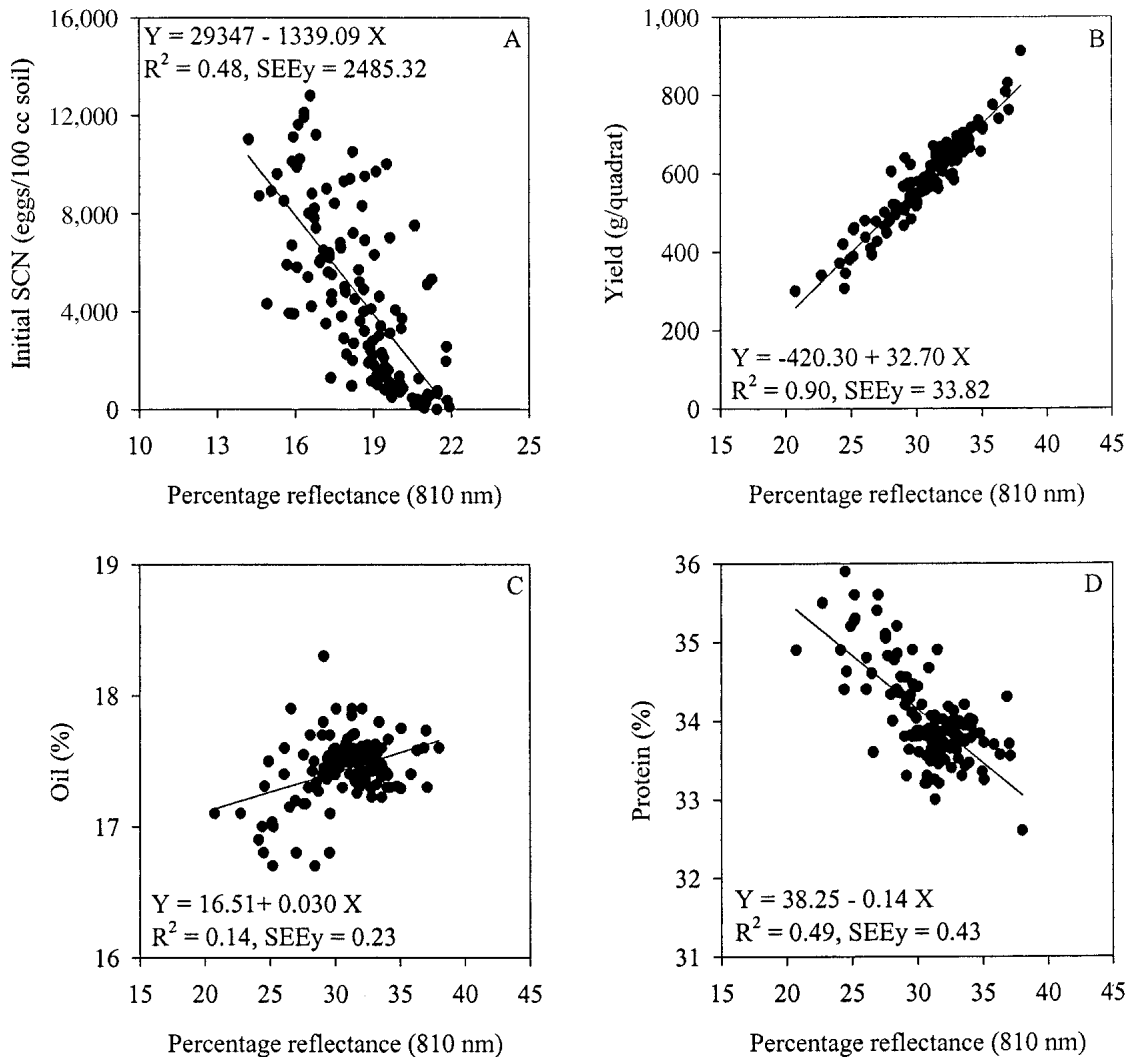 16,000
12,000
8,000
4,000
0
Initial SCN (eggs/100 cc soil)
Y = 29347 - 1339.09 X
R² = 0.48, SEEy = 2485.32
A
10 13 16 19 22 25
Percentage reflectance (810 nm)
1,000
800
600
400
200
0
Yield (g/quadrat)
B
Y = -420.30 + 32.70 X
R² = 0.90, SEEy = 33.82
15 20 25 30 35 40 45
Percentage reflectance (810 nm)
19
18
17
16
Oil (%)
C
Y = 16.51+ 0.030 X
R² = 0.14, SEEy = 0.23
15 20 25 30 35 40 45
Percentage reflectance (810 nm)
36
35
34
33
32
31
Protein (%)
D
Y = 38.25 - 0.14 X
R² = 0.49, SEEy = 0.43
15 20 25 30 35 40 45
Percentage reflectance (810 nm)